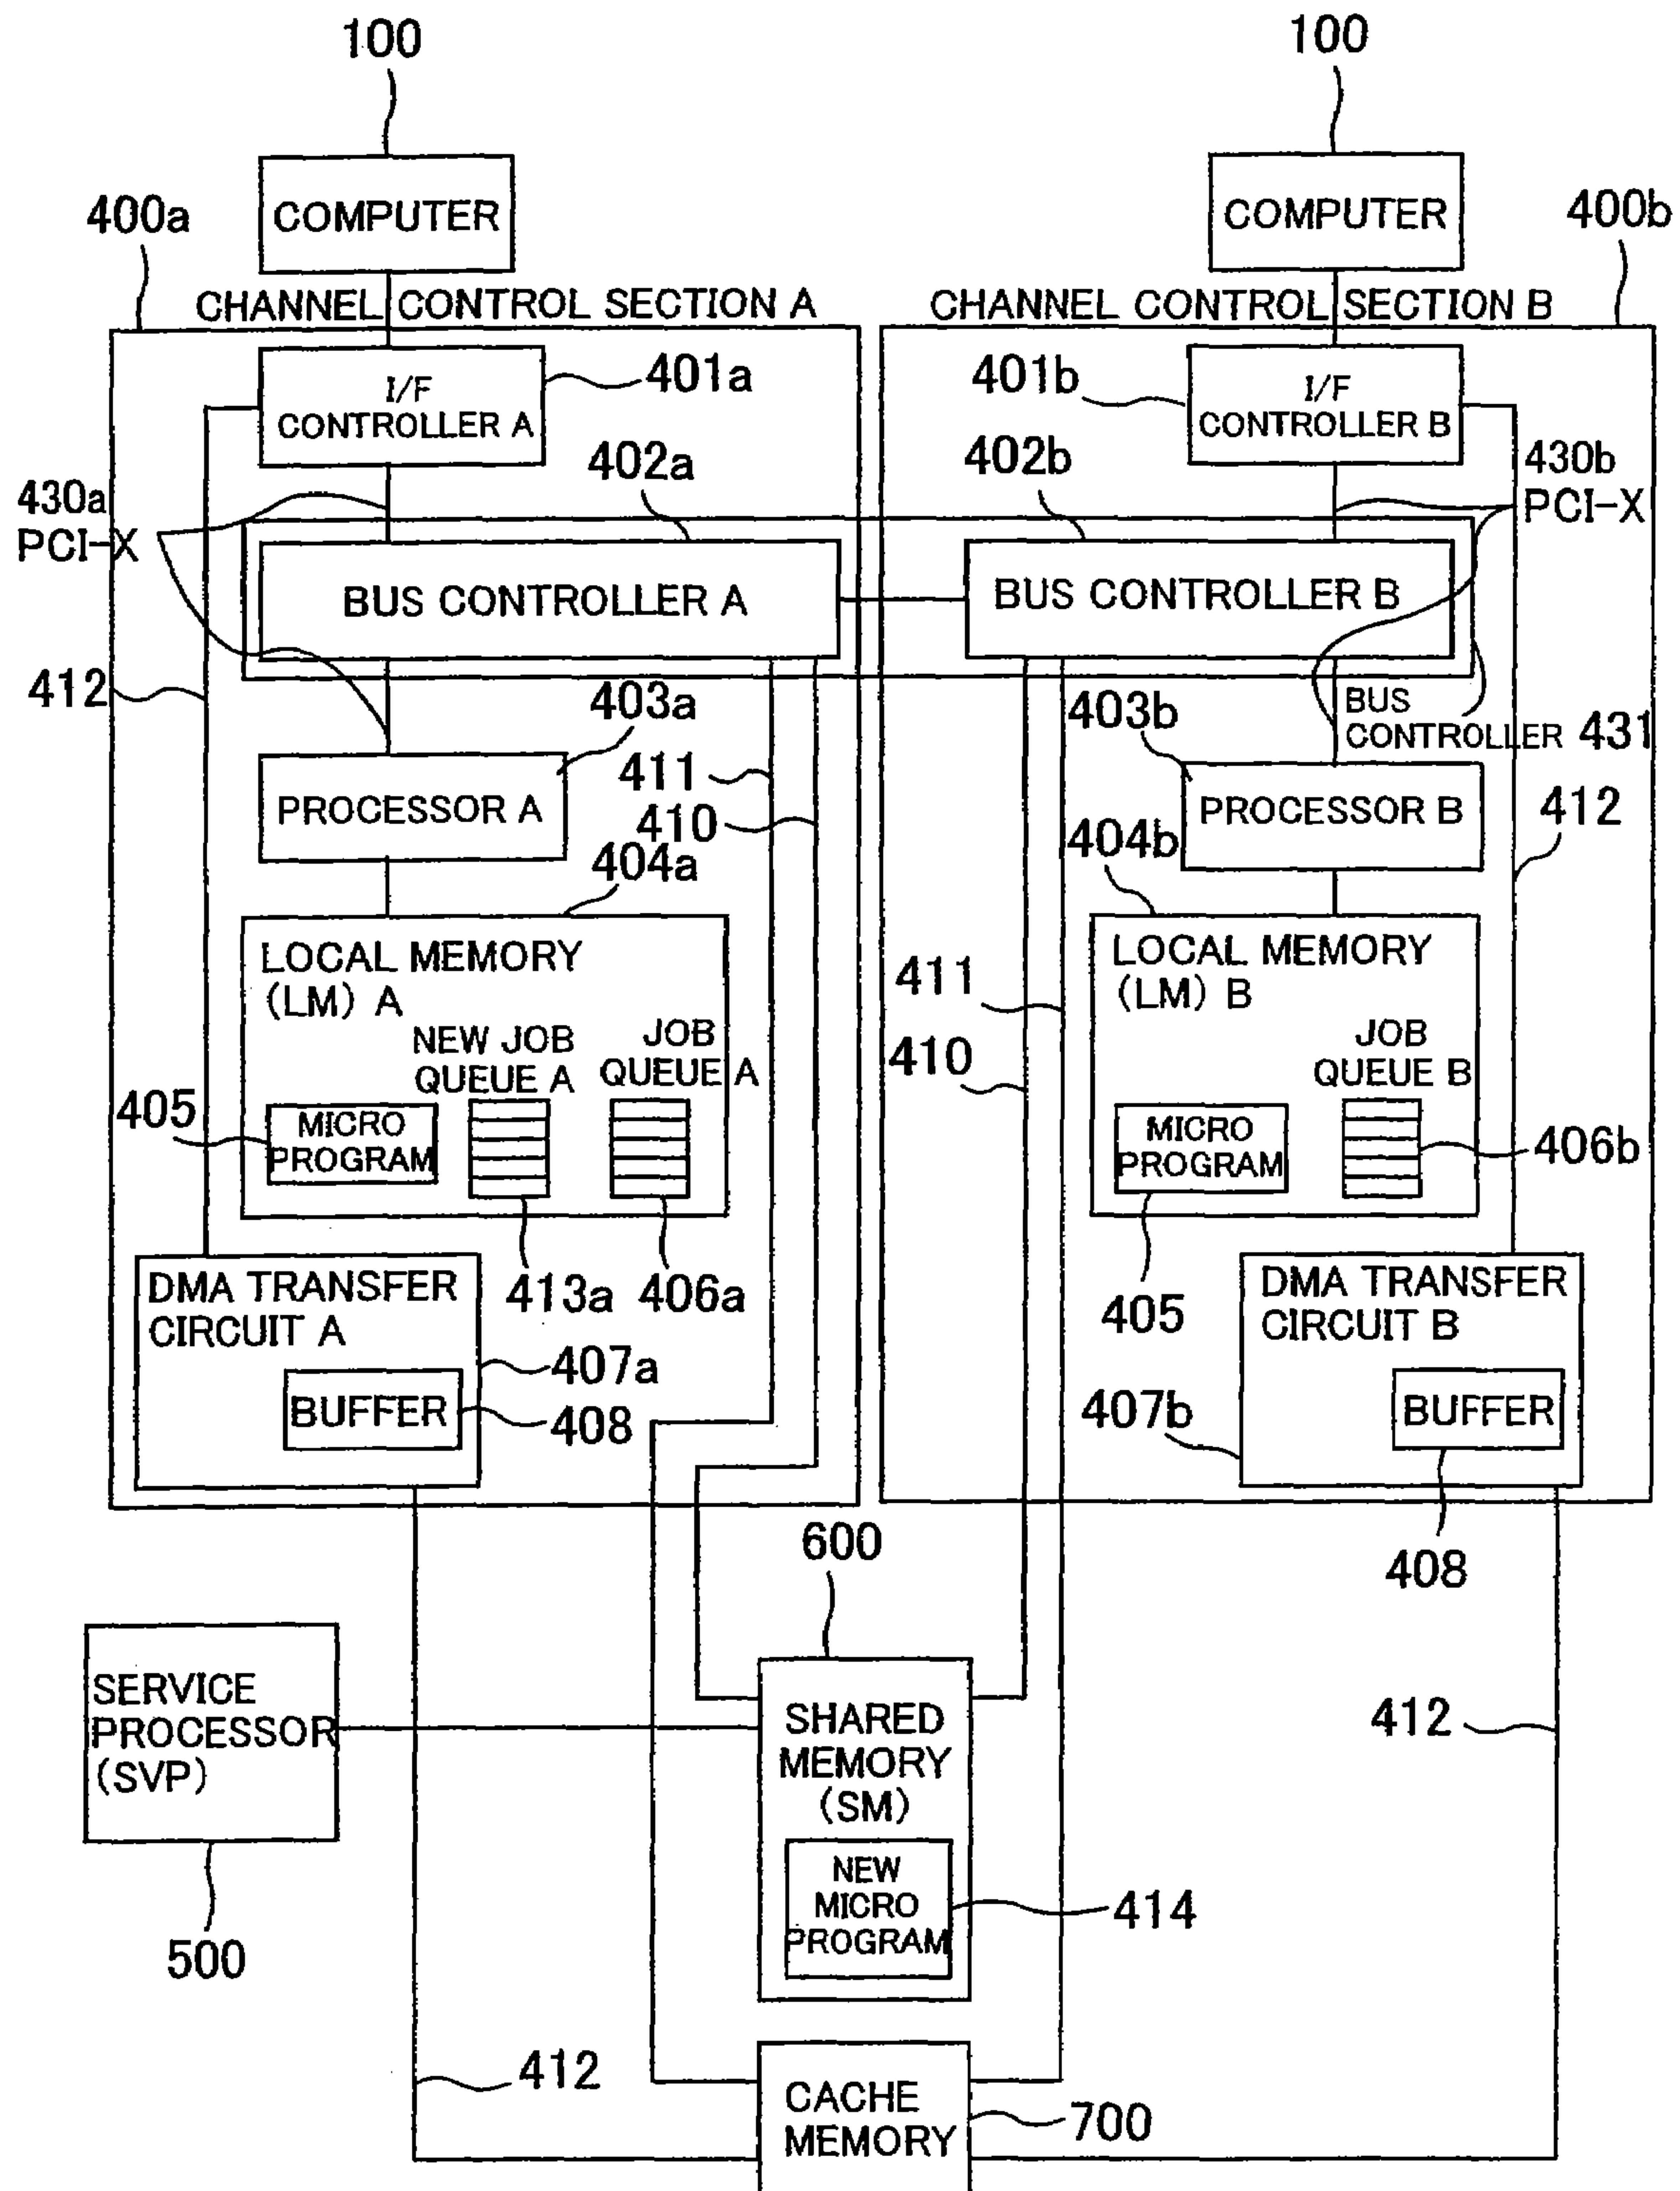 100
100
COMPUTER
COMPUTER
400a
400b
CHANNEL CONTROL SECTION A
CHANNEL CONTROL SECTION B
I/F
CONTROLLER A
401a
401b
I/F
CONTROLLER B
430a
PCI-X
402a
402b
430b
PCI-X
BUS CONTROLLER A
BUS CONTROLLER B
412
403a
403b
BUS
CONTROLLER 431
411
410
PROCESSOR A
PROCESSOR B
412
404a
404b
LOCAL MEMORY
(LM) A
LOCAL MEMORY
(LM) B
411
410
NEW JOB
QUEUE A
JOB
QUEUE A
JOB
QUEUE B
405
MICRO
PROGRAM
MICRO
PROGRAM
406b
413a
406a
405
DMA TRANSFER
CIRCUIT A
DMA TRANSFER
CIRCUIT B
407a
BUFFER
408
407b
BUFFER
408
600
SERVICE
PROCESSOR
(SVP)
SHARED
MEMORY
(SM)
412
NEW
MICRO
PROGRAM
414
500
412
CACHE
MEMORY
700